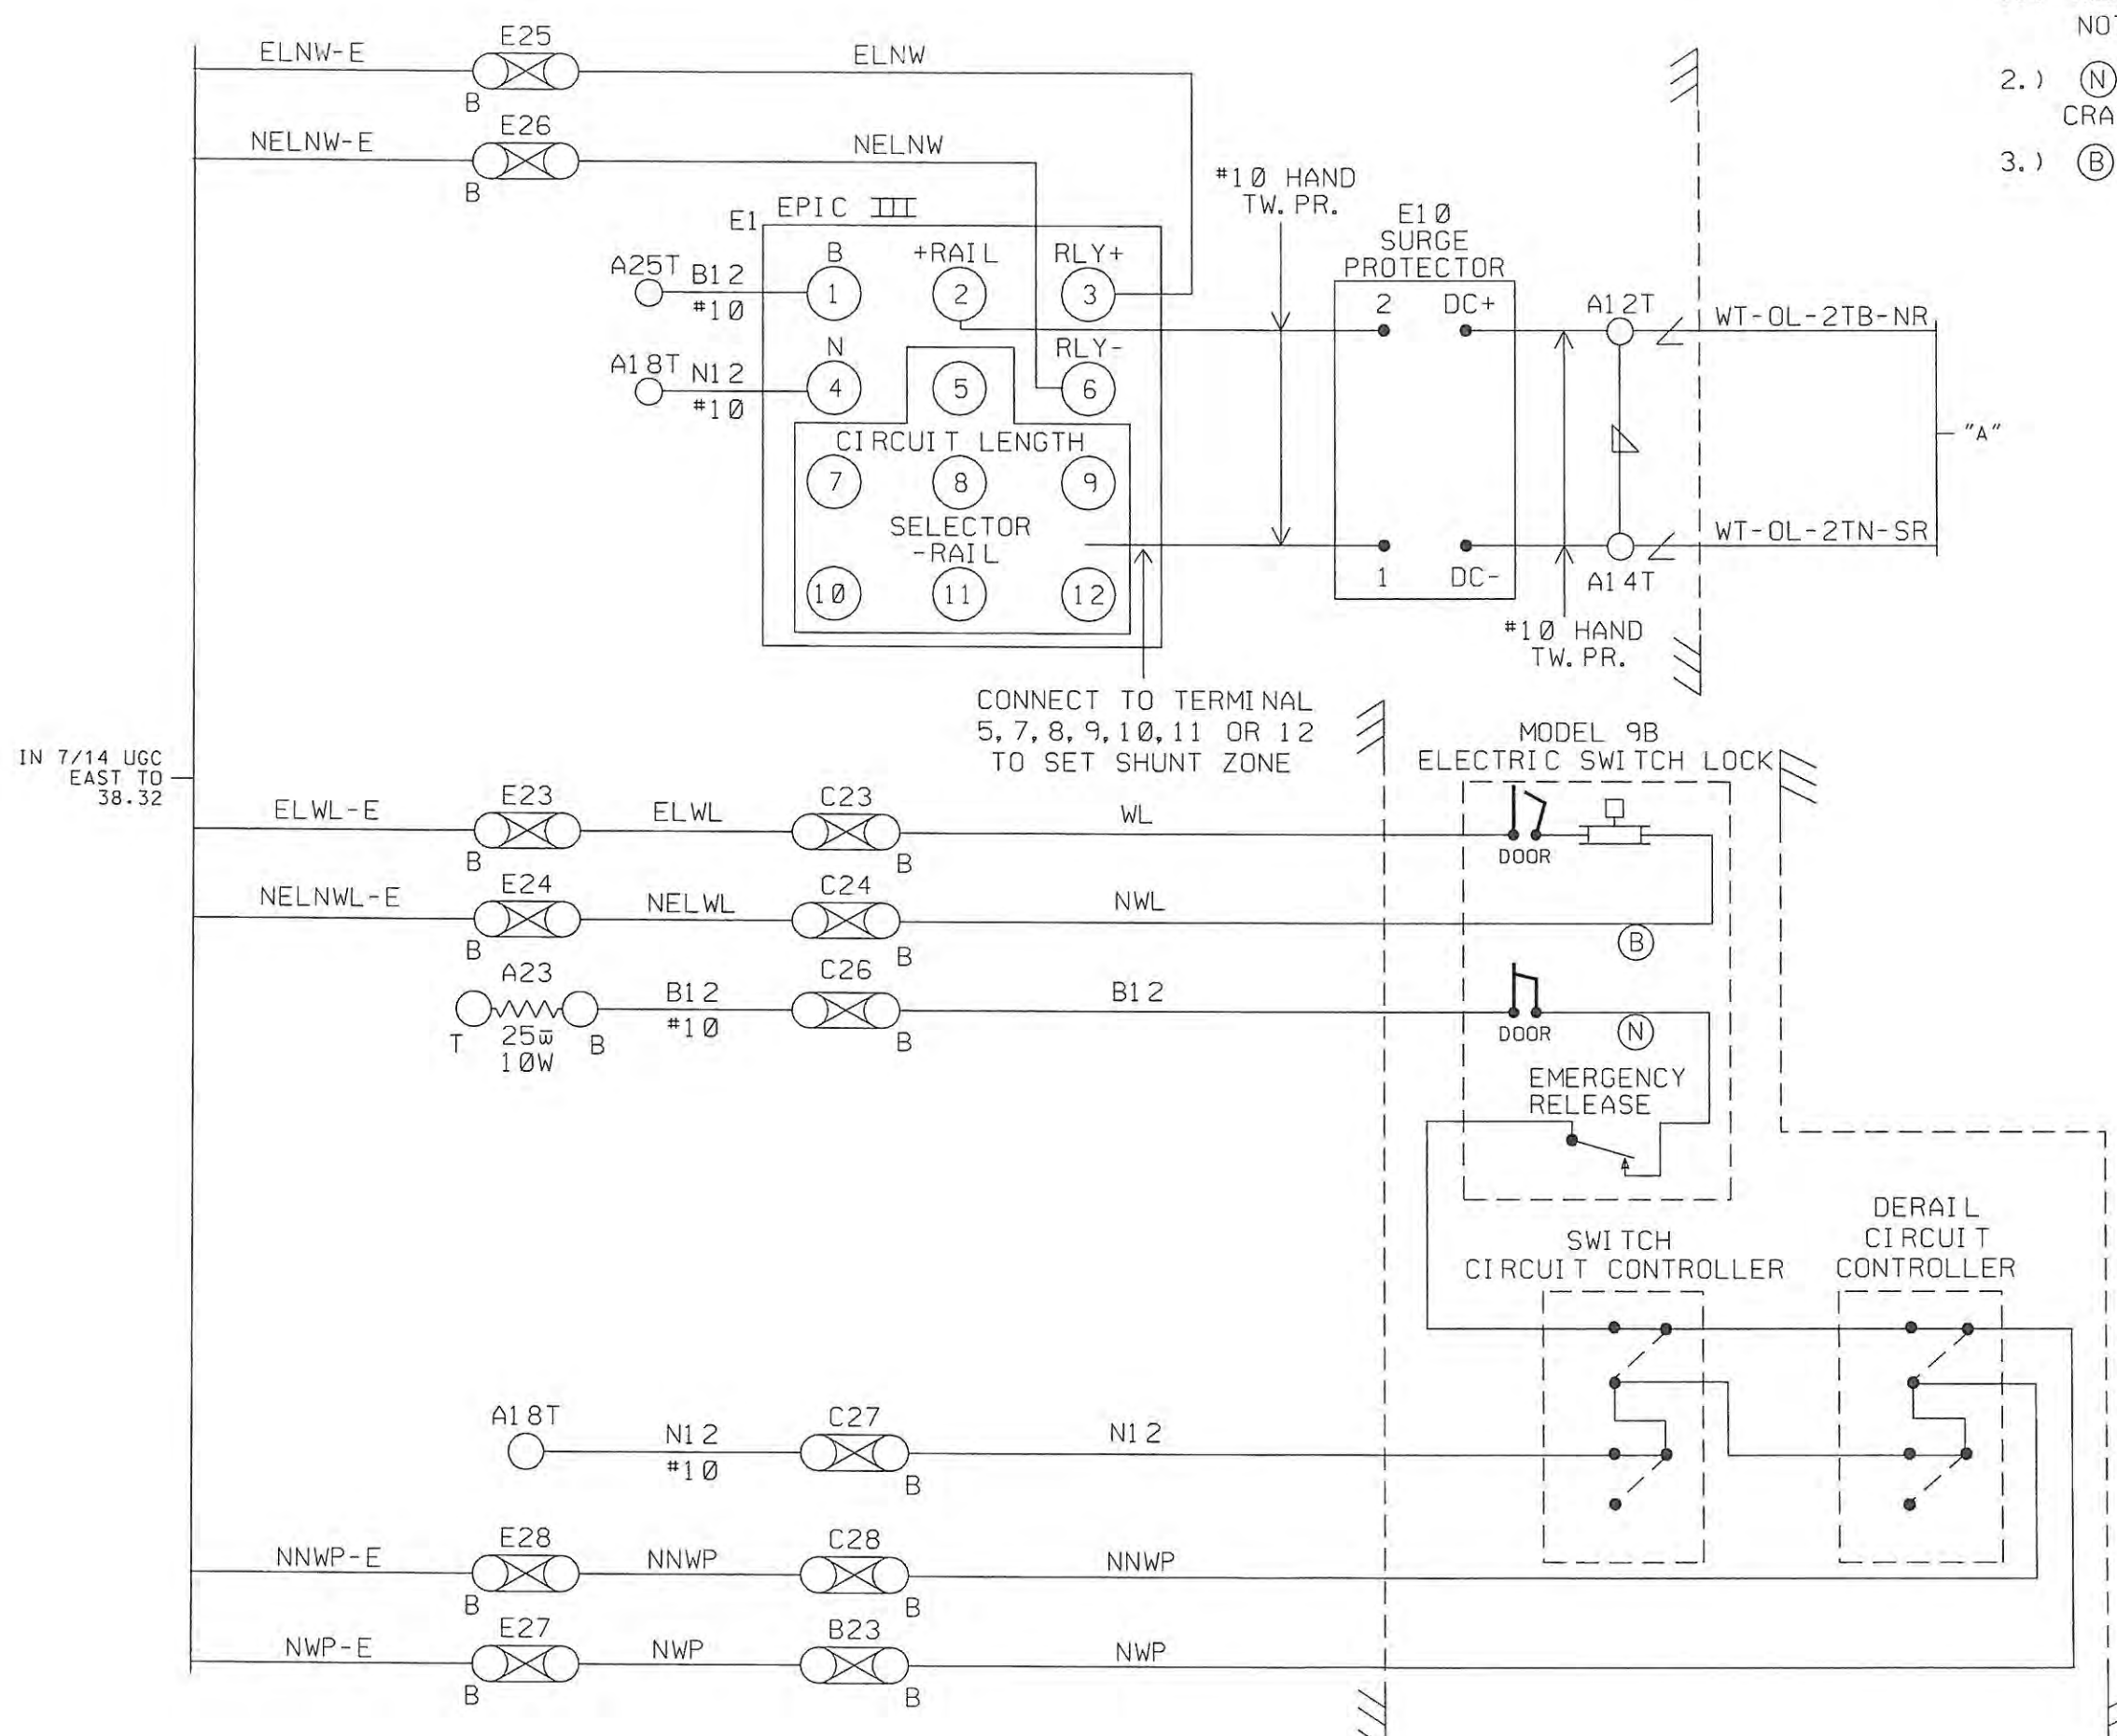 ELNW-E
E25
B
ELNW
NELNW-E
E26
B
NELNW
NOT
2.) N
CRA
3.) B
#10 HAND
TW. PR.
E1
EPIC III
A25T
B12
#10
B
1
+RAIL
2
RLY+
3
A18T
N12
#10
N
4
5
RLY-
6
CIRCUIT LENGTH
7
8
9
SELECTOR
-RAIL
10
11
12
E10
SURGE
PROTECTOR
2 DC+
1 DC-
A12T
WT-OL-2TB-NR
"A"
WT-OL-2TN-SR
A14T
#10 HAND
TW. PR.
CONNECT TO TERMINAL
5,7,8,9,10,11 OR 12
TO SET SHUNT ZONE
IN 7/14 UGC
EAST TO
38.32
MODEL 9B
ELECTRIC SWITCH LOCK
ELWL-E
E23
B
ELWL
C23
B
WL
DOOR
NELNWL-E
E24
B
NELWL
C24
B
NWL
B
A23
T
25w
10W
B
B12
#10
C26
B
B12
DOOR
N
EMERGENCY
RELEASE
SWITCH
CIRCUIT CONTROLLER
DERAIL
CIRCUIT
CONTROLLER
A18T
N12
#10
C27
B
N12
NNWP-E
E28
B
NNWP
C28
B
NNWP
NWP-E
E27
B
NWP
B23
B
NWP